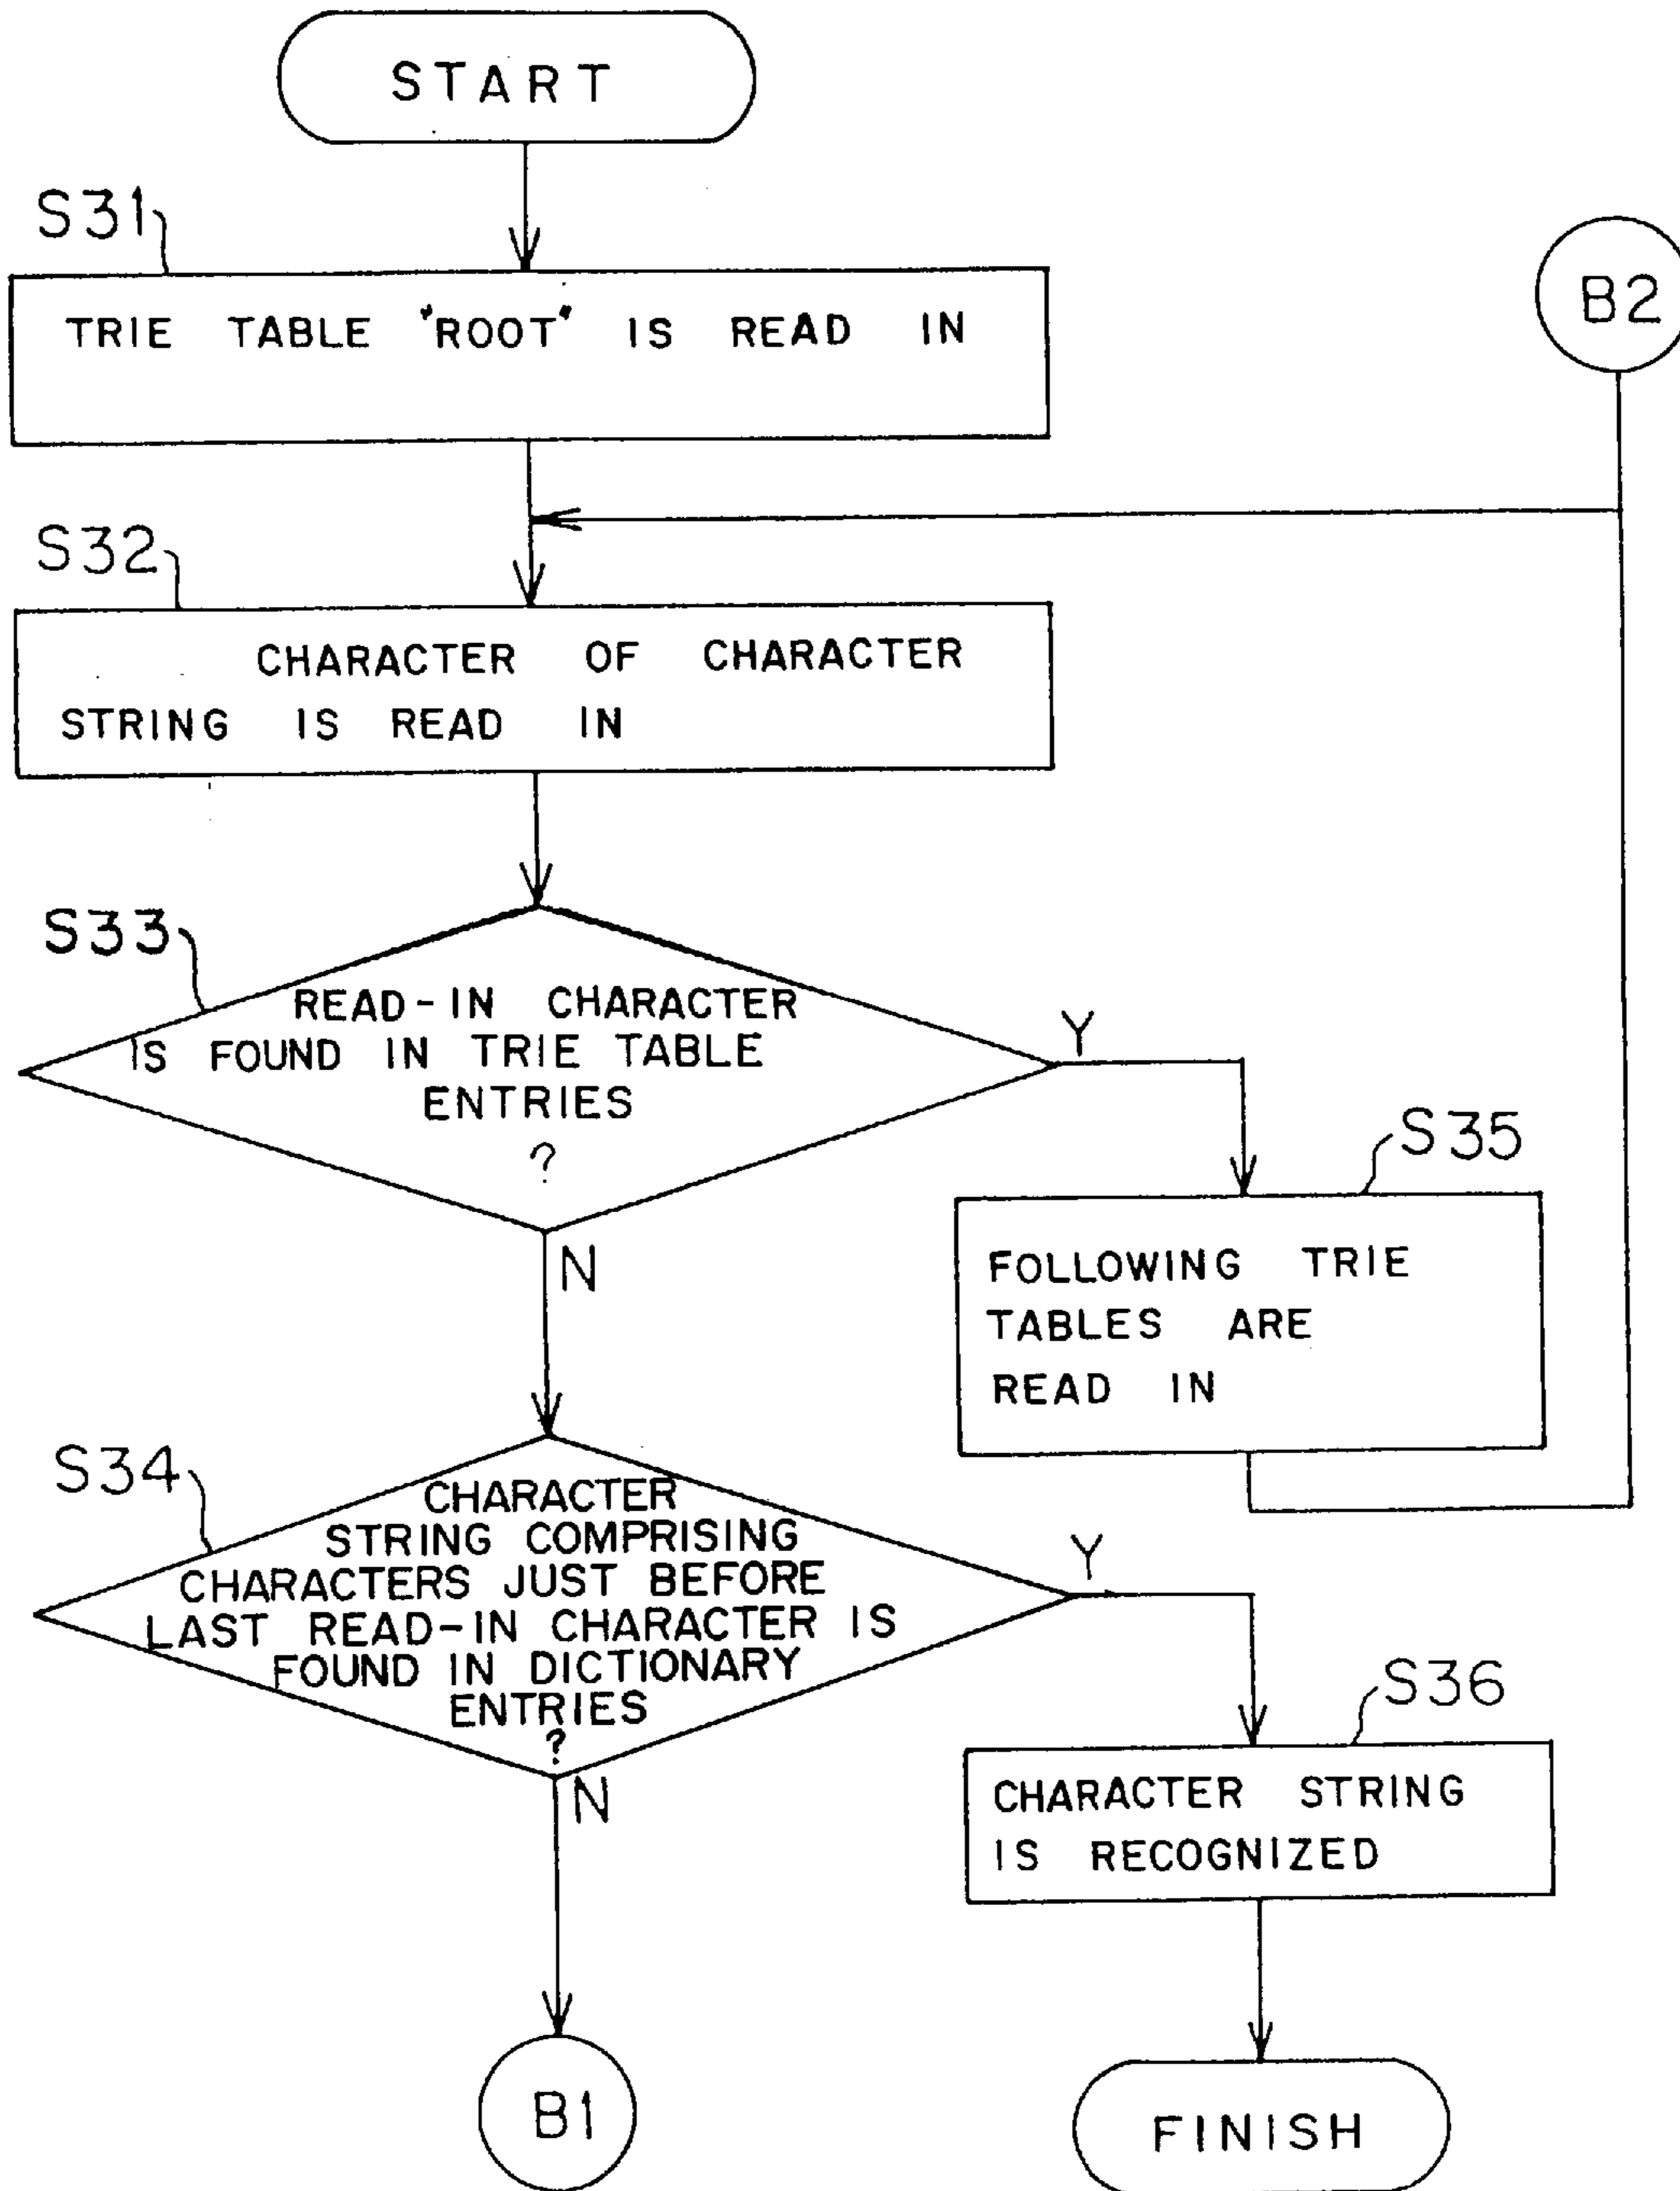 START
S31
TRIE TABLE "ROOT" IS READ IN
B2
S32
CHARACTER OF CHARACTER
STRING IS READ IN
S33
READ-IN CHARACTER
IS FOUND IN TRIE TABLE
ENTRIES
?
Y
N
S35
FOLLOWING TRIE
TABLES ARE
READ IN
S34
CHARACTER
STRING COMPRISING
CHARACTERS JUST BEFORE
LAST READ-IN CHARACTER IS
FOUND IN DICTIONARY
ENTRIES
?
Y
N
S36
CHARACTER STRING
IS RECOGNIZED
B1
FINISH